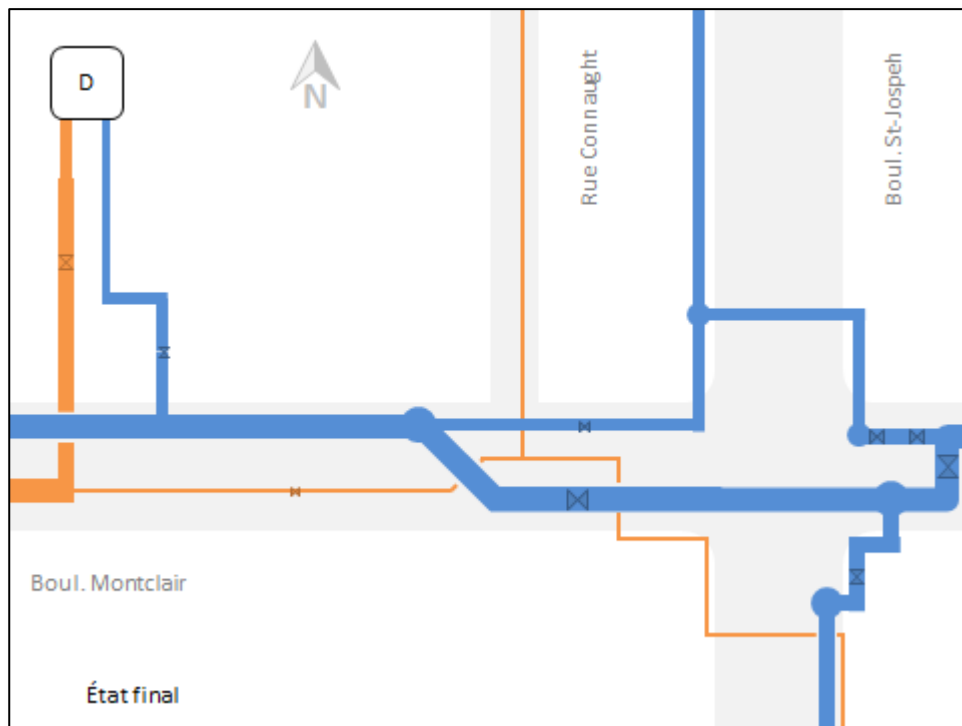 D
N
Rue Connaught
Boul. St-Jospeh
Boul. Montclair
État final